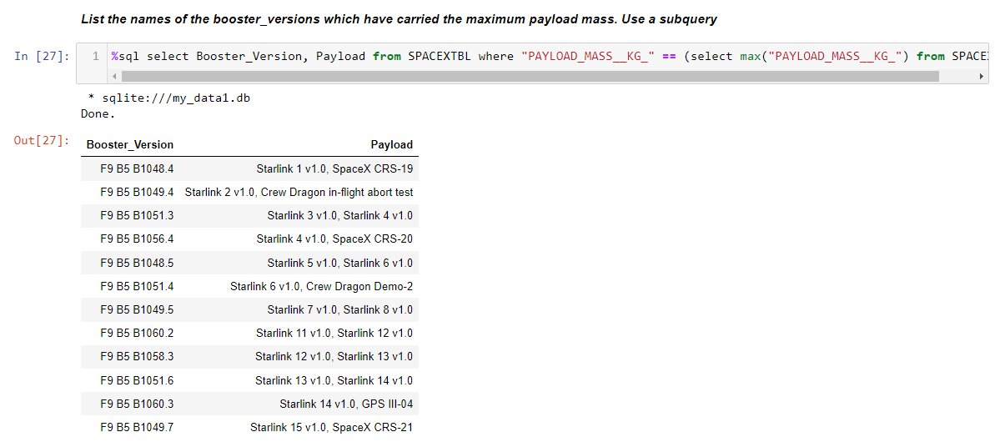 List the names of the booster_versions which have carried the maximum payload mass. Use a subquery
In [27]: 1 %sql select Booster_Version, Payload from SPACEXTBL where "PAYLOAD_MASS__KG_" == (select max("PAYLOAD_MASS__KG_") from SPACE
* sqlite:///my_data1.db
Done.
Out[27]:
Booster_Version Payload
F9 B5 B1048.4 Starlink 1 v1.0, SpaceX CRS-19
F9 B5 B1049.4 Starlink 2 v1.0, Crew Dragon in-flight abort test
F9 B5 B1051.3 Starlink 3 v1.0, Starlink 4 v1.0
F9 B5 B1056.4 Starlink 4 v1.0, SpaceX CRS-20
F9 B5 B1048.5 Starlink 5 v1.0, Starlink 6 v1.0
F9 B5 B1051.4 Starlink 6 v1.0, Crew Dragon Demo-2
F9 B5 B1049.5 Starlink 7 v1.0, Starlink 8 v1.0
F9 B5 B1060.2 Starlink 11 v1.0, Starlink 12 v1.0
F9 B5 B1058.3 Starlink 12 v1.0, Starlink 13 v1.0
F9 B5 B1051.6 Starlink 13 v1.0, Starlink 14 v1.0
F9 B5 B1060.3 Starlink 14 v1.0, GPS III-04
F9 B5 B1049.7 Starlink 15 v1.0, SpaceX CRS-21